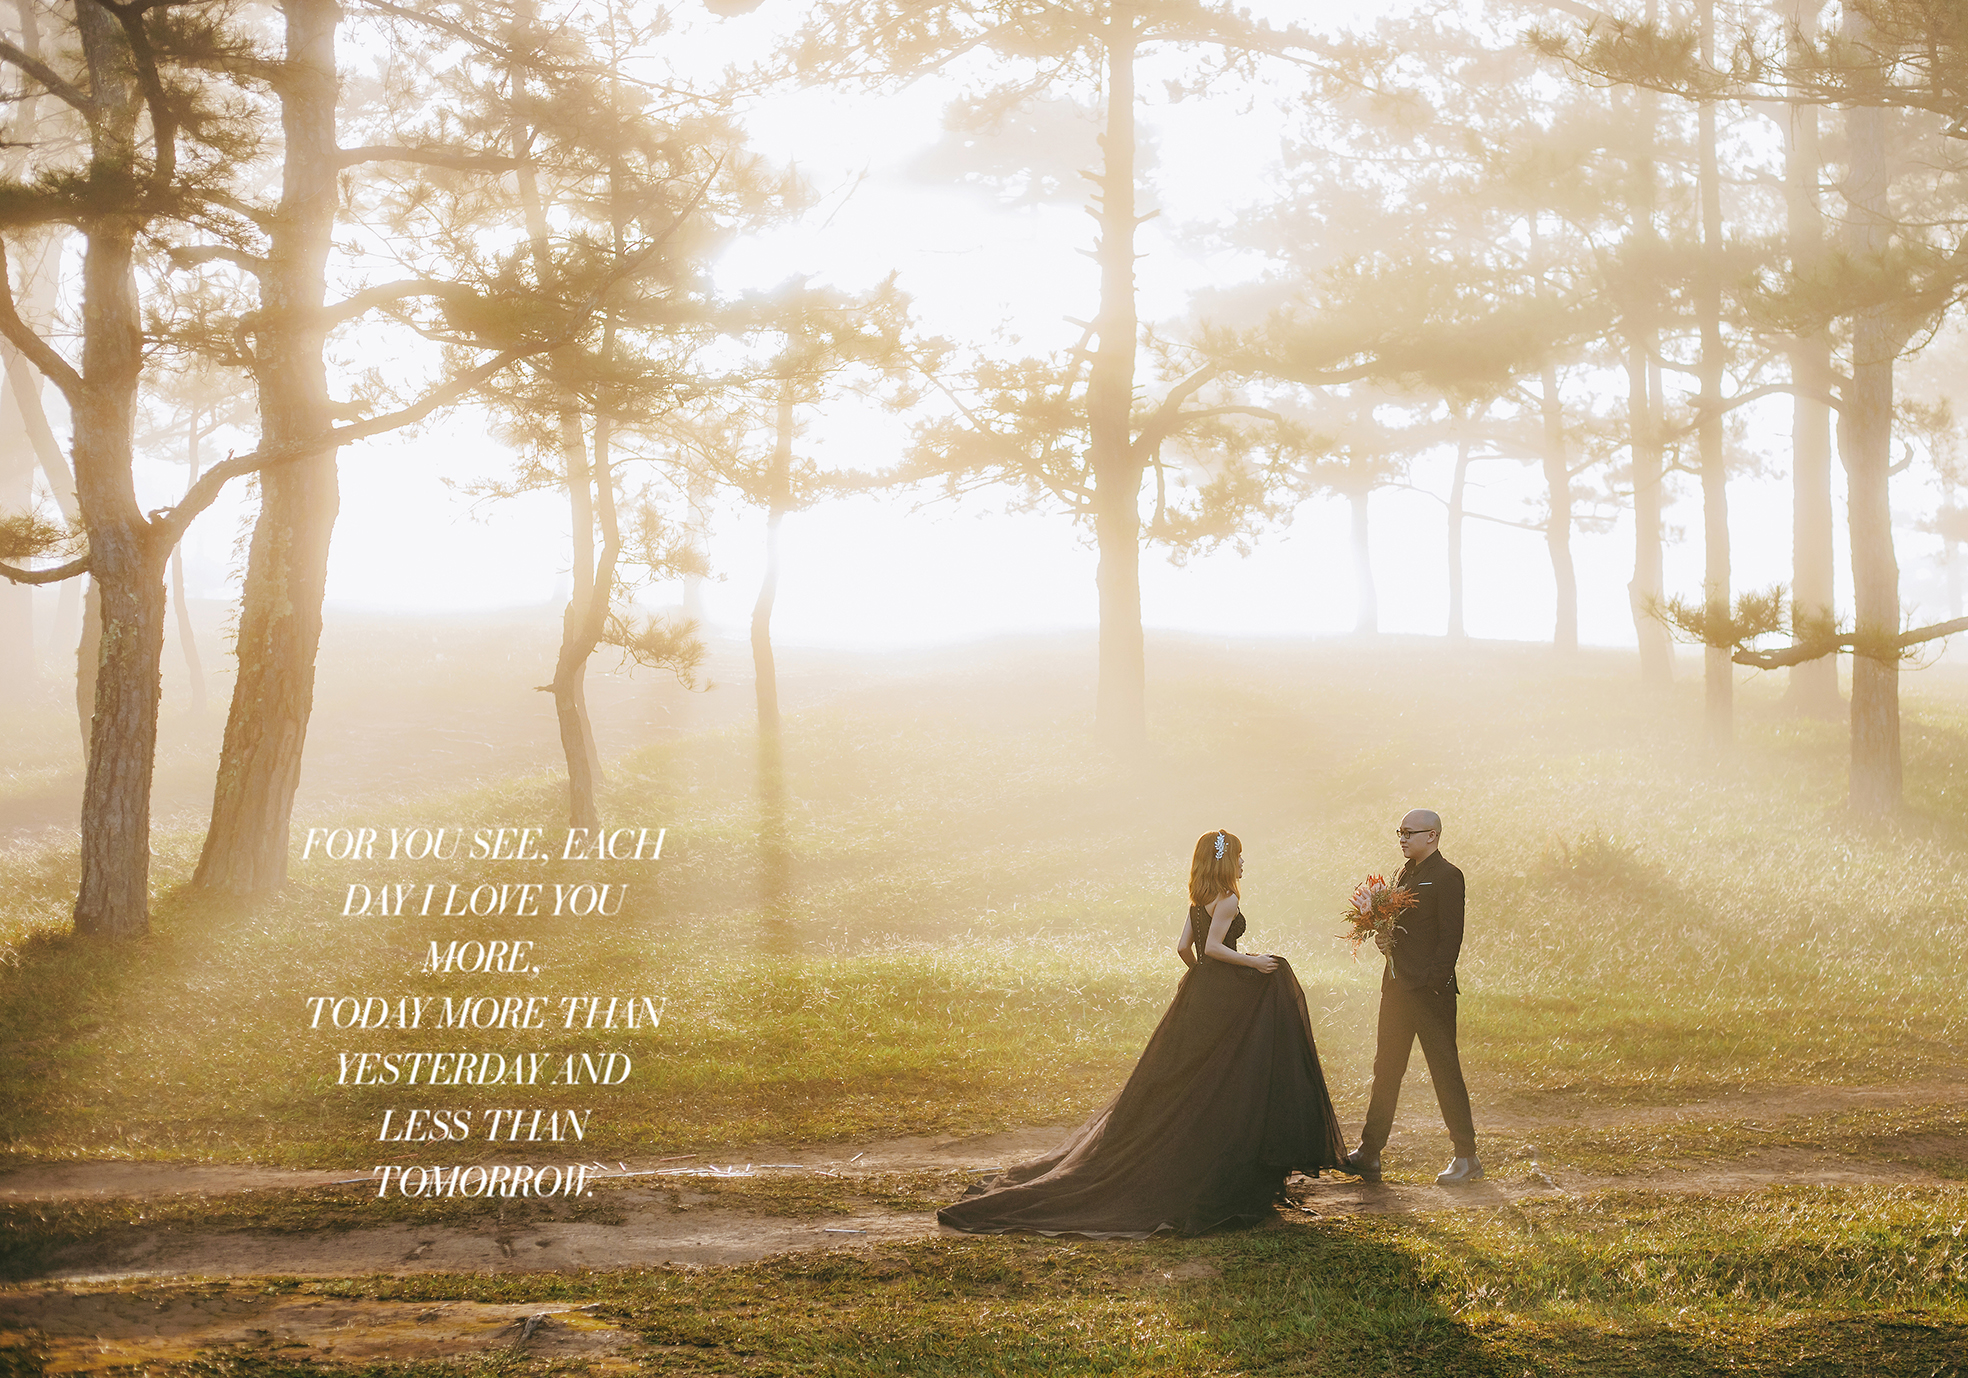 FOR YOU SEE, EACH
DAY I LOVE YOU
MORE,
TODAY MORE THAN
YESTERDAY AND
LESS THAN
TOMORROW.